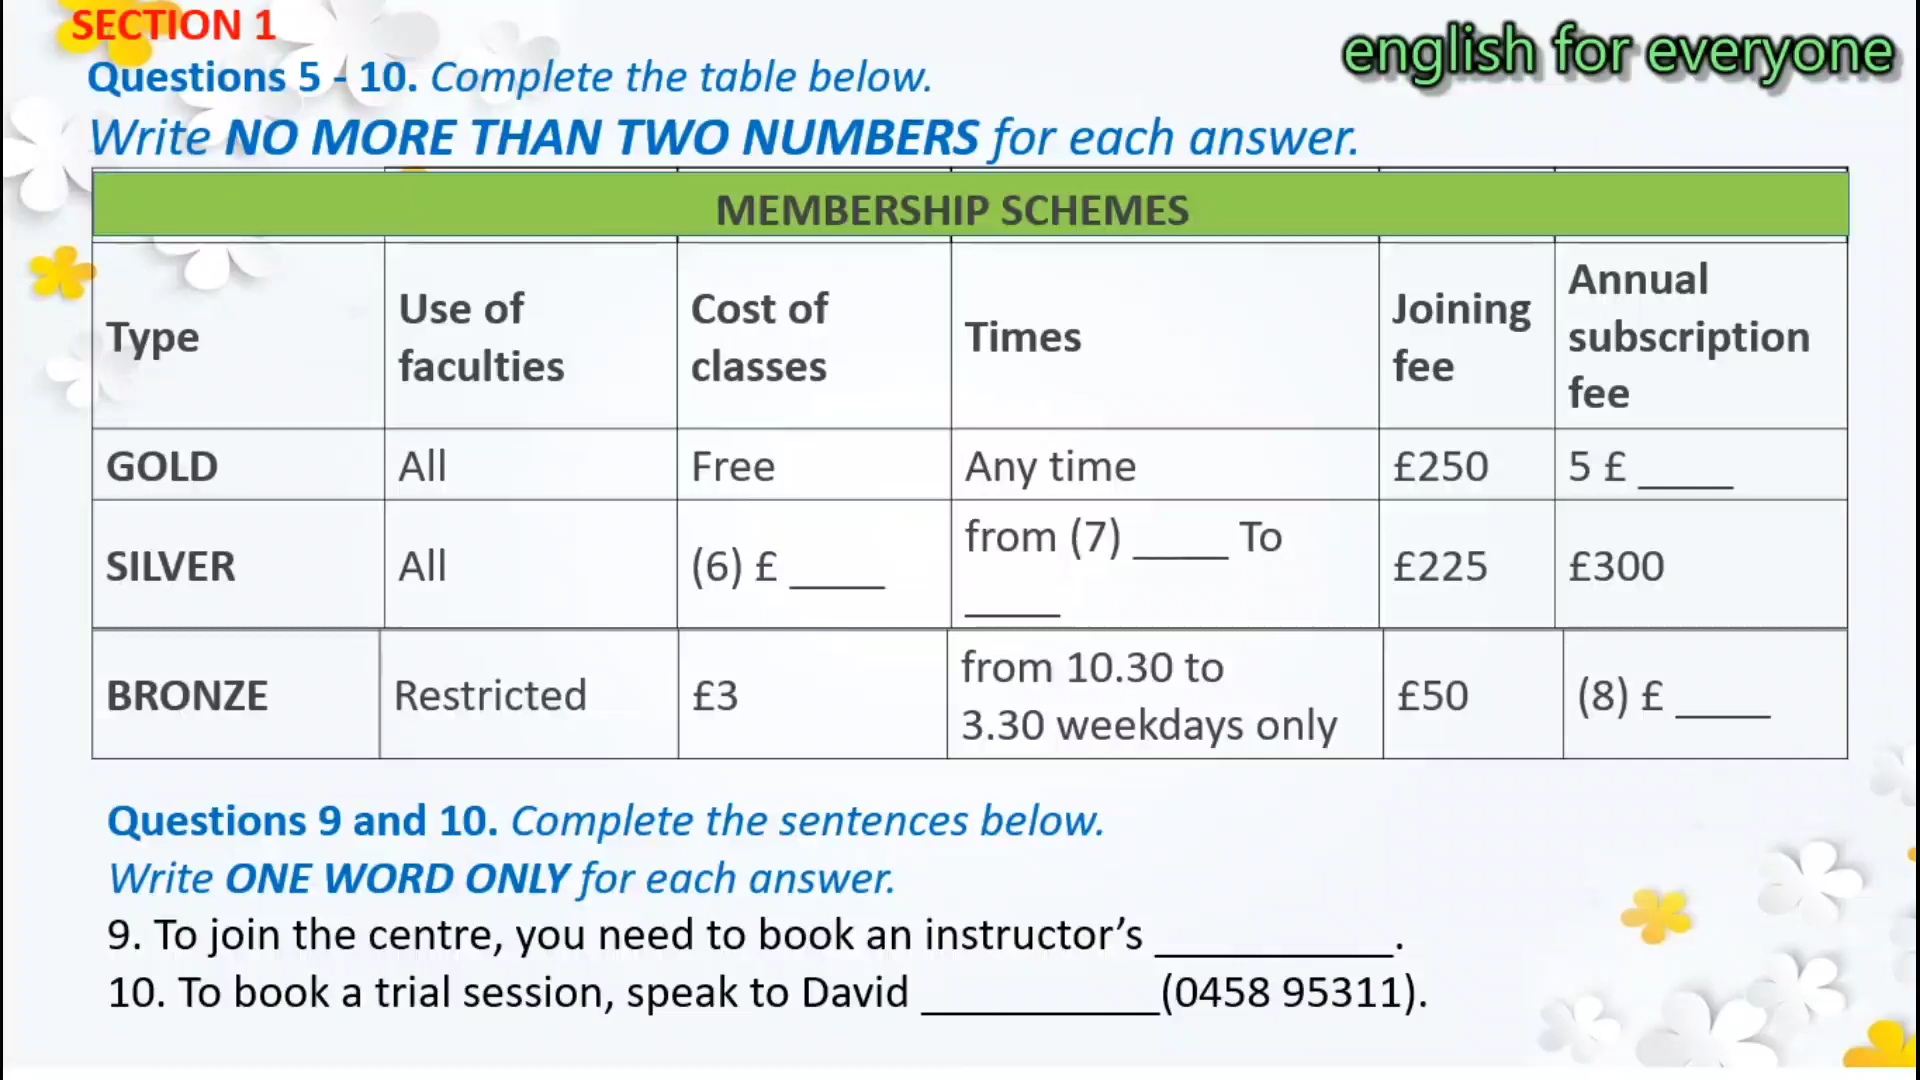 SECTION 1
english for everyone
Questions 5 - 10. Complete the table below.
Write NO MORE THAN TWO NUMBERS for each answer.
MEMBERSHIP SCHEMES
Type
Use of
faculties
Cost of
classes
Times
Joining
fee
Annual
subscription
fee
GOLD
All
Free
Any time
£250
5 £ ____
SILVER
All
(6) £ ____
from (7) ____ To
____
£225
£300
BRONZE
Restricted
£3
from 10.30 to
3.30 weekdays only
£50
(8) £ ____
Questions 9 and 10. Complete the sentences below.
Write ONE WORD ONLY for each answer.
9. To join the centre, you need to book an instructor’s __________.
10. To book a trial session, speak to David __________(0458 95311).